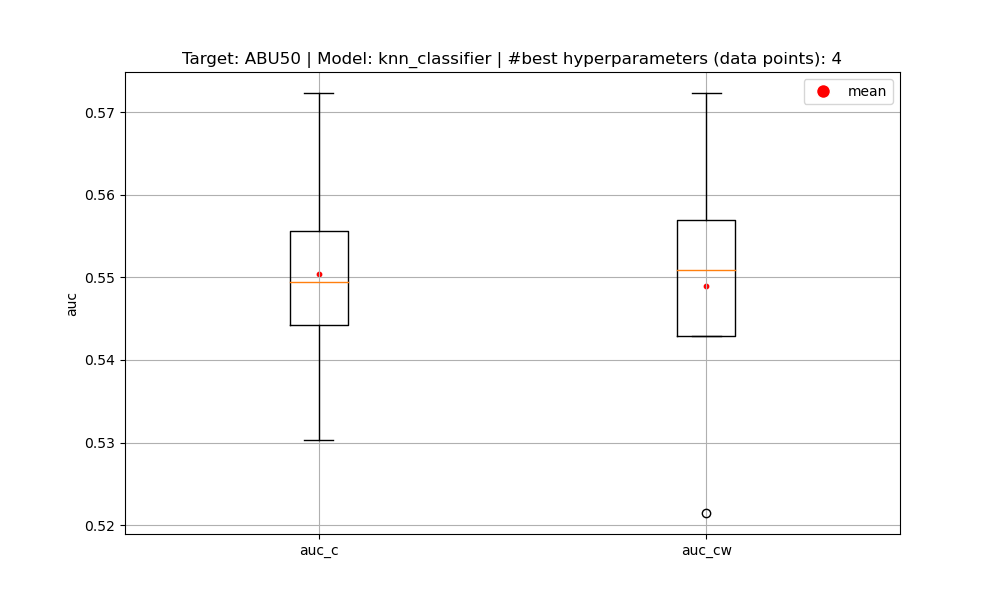 Target: ABU50 | Model: knn_classifier | #best hyperparameters (data points): 4
mean
0.57
0.56
0.55
0.54
0.53
0.52
auc
auc_c
auc_cw